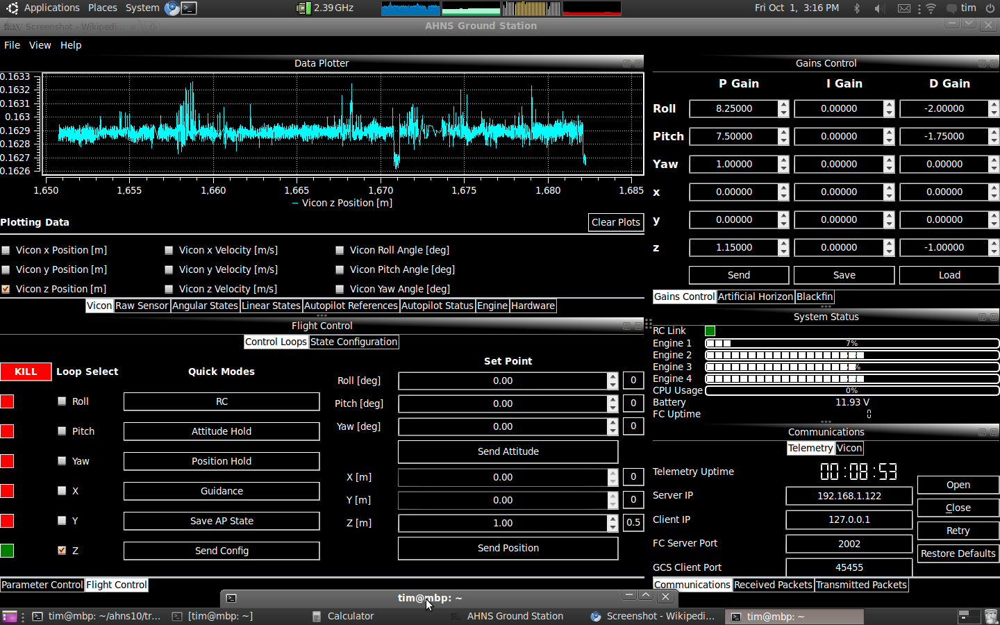 Applications Places System 2.39 GHz Fri Oct 1, 3:16 PM tim
Screenshot - Wikipedi...
AHNS Ground Station
File View Help
Data Plotter
0.1633
0.1632
0.1631
0.163
0.1629
0.1628
0.1627
0.1626
1,650 1,655 1,660 1,665 1,670 1,675 1,680 1,685
Vicon z Position [m]
Plotting Data
Clear Plots
Vicon x Position [m] Vicon x Velocity [m/s] Vicon Roll Angle [deg]
Vicon y Position [m] Vicon y Velocity [m/s] Vicon Pitch Angle [deg]
Vicon z Position [m] Vicon z Velocity [m/s] Vicon Yaw Angle [deg]
Vicon Raw Sensor Angular States Linear States Autopilot References Autopilot Status Engine Hardware
Flight Control
Control Loops State Configuration
KILL Loop Select Quick Modes Set Point
Roll RC Roll [deg] 0.00 0
Pitch Attitude Hold Pitch [deg] 0.00 0
Yaw Position Hold Yaw [deg] 0.00 0
Send Attitude
X Guidance X [m] 0.00 0
Y Save AP State Y [m] 0.00 0
Z Send Config Z [m] 1.00 0.5
Send Position
Parameter Control Flight Control
Gains Control
P Gain I Gain D Gain
Roll 8.25000 0.00000 -2.00000
Pitch 7.50000 0.00000 -1.75000
Yaw 1.00000 0.00000 0.00000
x 0.00000 0.00000 0.00000
y 0.00000 0.00000 0.00000
z 1.15000 0.00000 -1.00000
Send Save Load
Gains Control Artificial Horizon Blackfin
System Status
RC Link
Engine 1 7%
Engine 2
Engine 3 %
Engine 4
CPU Usage 0%
Battery 11.93 V
FC Uptime 0
Communications
Telemetry Vicon
Telemetry Uptime 00:08:53
Server IP 192.168.1.122
Client IP 127.0.0.1
FC Server Port 2002
GCS Client Port 45455
Open
Close
Retry
Restore Defaults
Communications Received Packets Transmitted Packets
tim@mbp: ~
tim@mbp: ~/ahns10/tr... [tim@mbp: ~] Calculator AHNS Ground Station Screenshot - Wikipedi... tim@mbp: ~